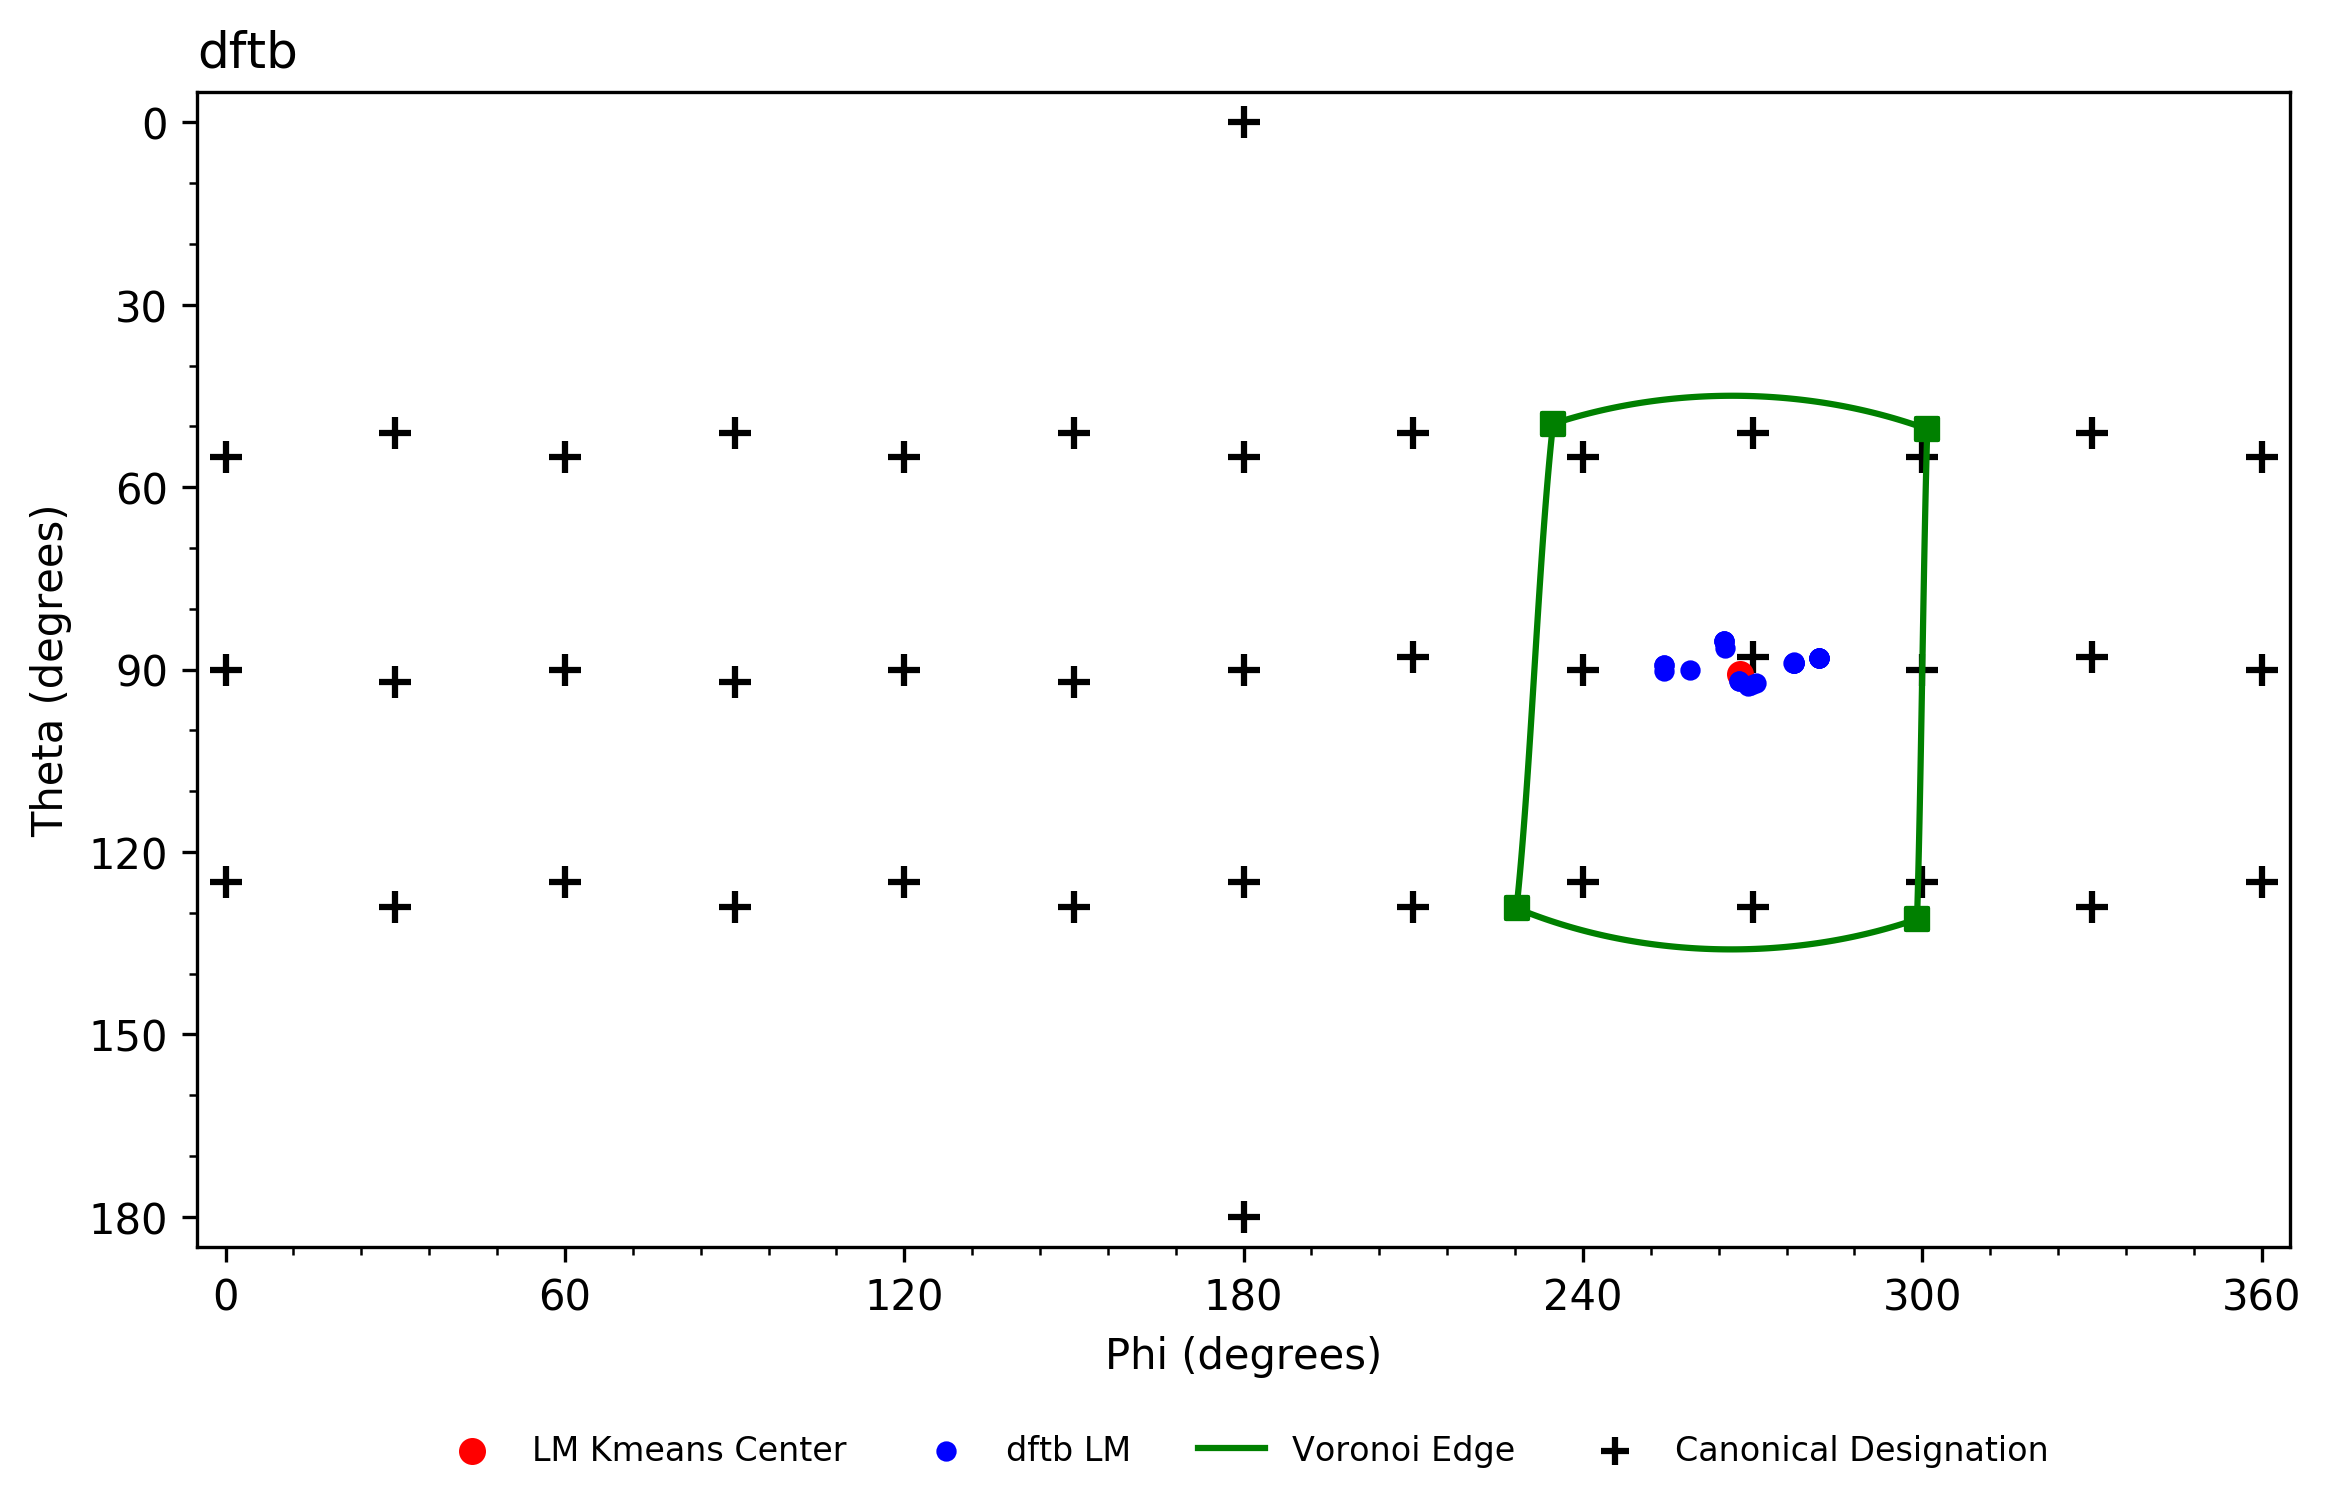 dftb
0
30
60
90
120
150
180
Theta (degrees)
0 60 120 180 240 300 360
Phi (degrees)
LM Kmeans Center dftb LM Voronoi Edge Canonical Designation